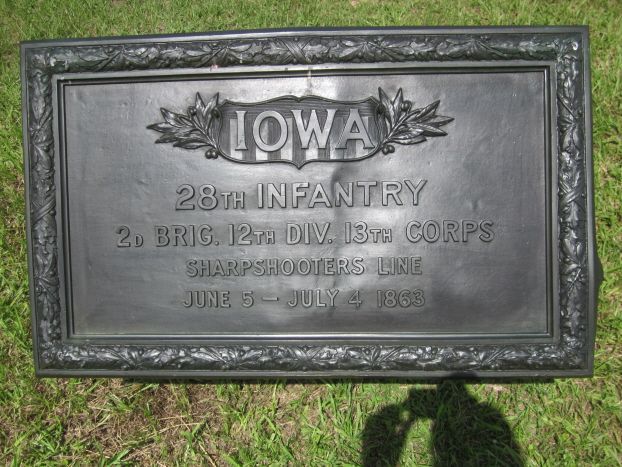 IOWA
28TH INFANTRY
2D BRIG. 12TH DIV. 13TH CORPS
SHARPSHOOTERS LINE
JUNE 5 – JULY 4 1863